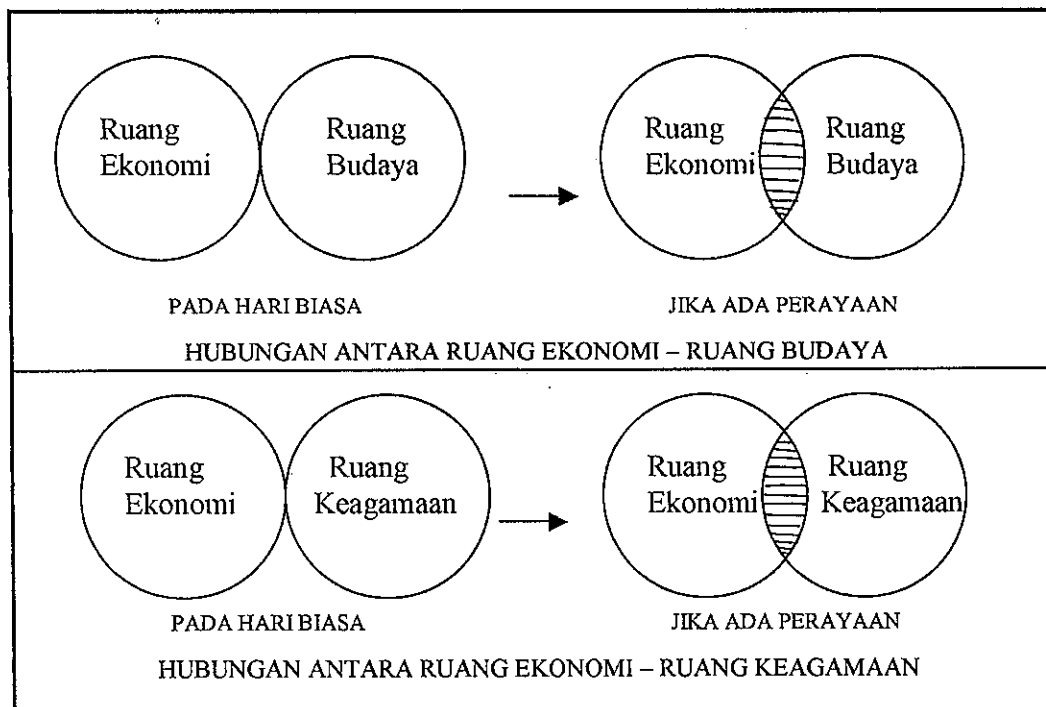 Ruang
Ekonomi
Ruang
Budaya
Ruang
Ekonomi
Ruang
Budaya
PADA HARI BIASA
JIKA ADA PERAYAAN
HUBUNGAN ANTARA RUANG EKONOMI – RUANG BUDAYA
Ruang
Ekonomi
Ruang
Keagamaan
Ruang
Ekonomi
Ruang
Keagamaan
PADA HARI BIASA
JIKA ADA PERAYAAN
HUBUNGAN ANTARA RUANG EKONOMI – RUANG KEAGAMAAN